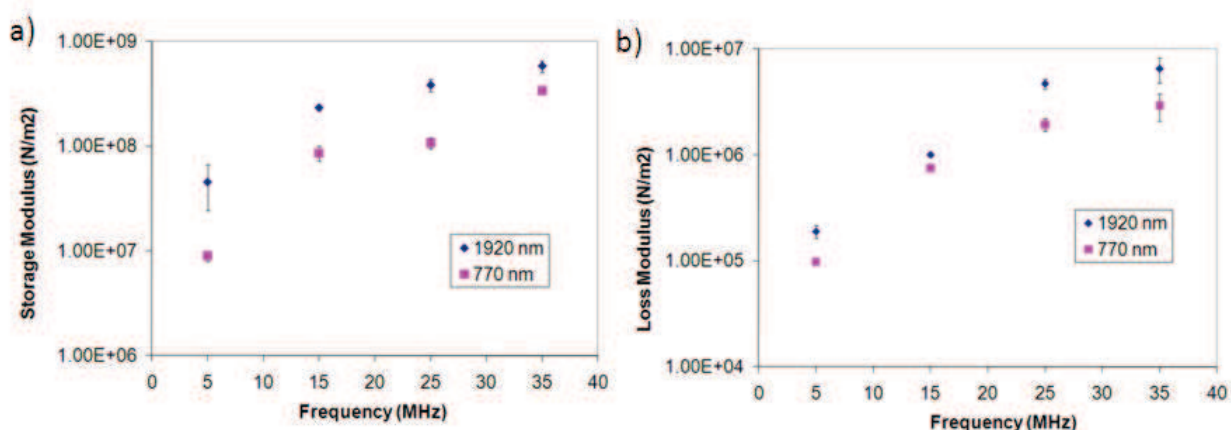 a)
1.00E+09
1.00E+08
1.00E+07
1.00E+06
Storage Modulus (N/m2)
1920 nm
770 nm
0 5 10 15 20 25 30 35 40
Frequency (MHz)
b)
1.00E+07
1.00E+06
1.00E+05
1.00E+04
Loss Modulus (N/m2)
1920 nm
770 nm
0 5 10 15 20 25 30 35 40
Frequency (MHz)